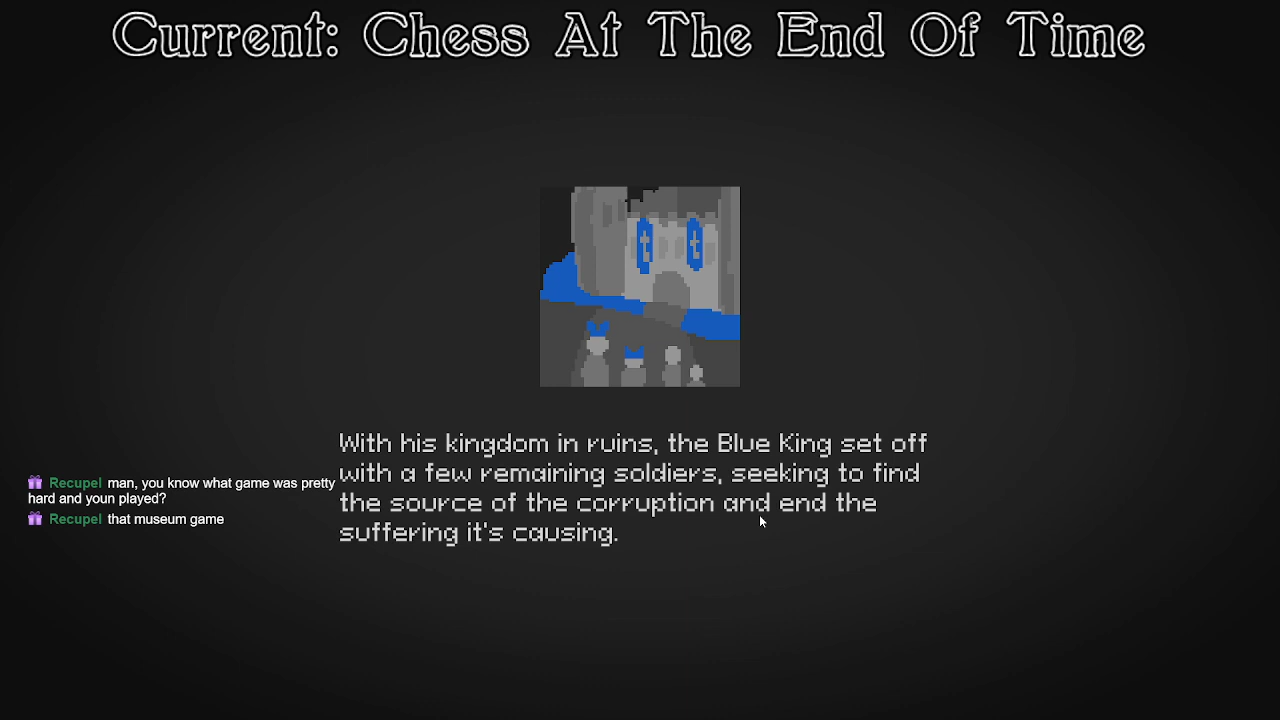 Current: Chess At The End Of Time
With his kingdom in ruins, the Blue King set off
with a few remaining soldiers, seeking to find
the source of the corruption and end the
suffering it's causing.
Recupel man, you know what game was pretty
hard and youn played?
Recupel that museum game